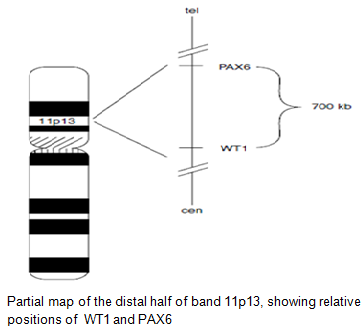 tel
PAX6
11p13
700 kb
WT1
cen
Partial map of the distal half of band 11p13, showing relative
positions of WT1 and PAX6